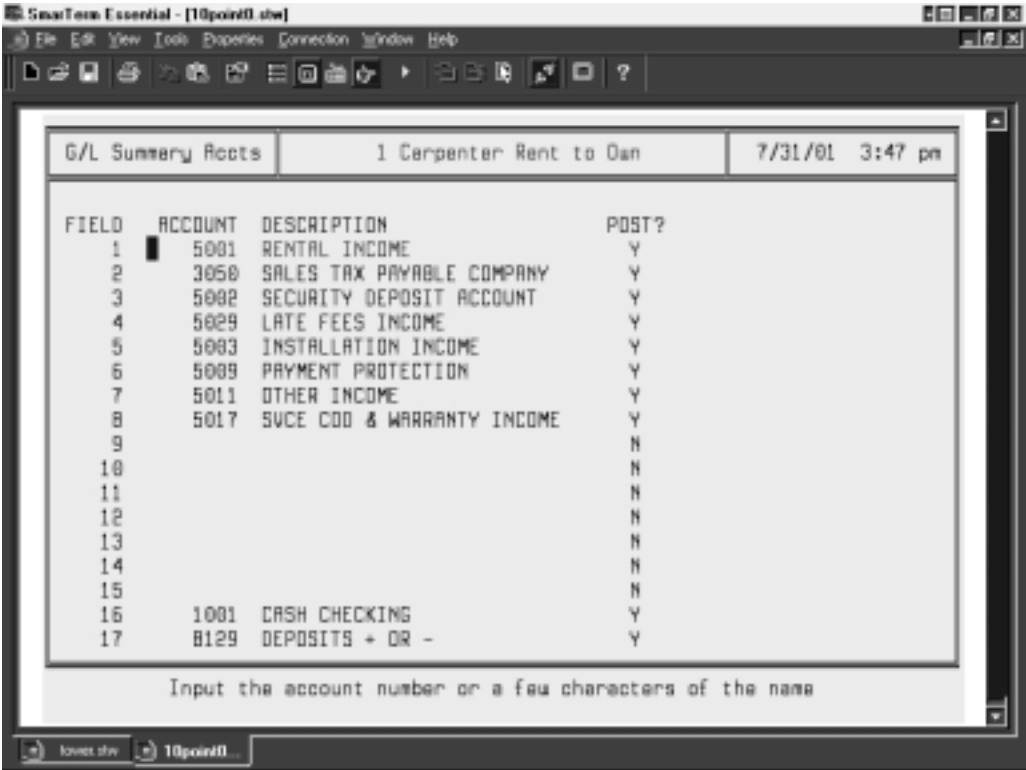 SmarTerm Essential - [10point0.stw]
File Edit View Tools Properties Connection Window Help
G/L Summary Accts 1 Carpenter Rent to Own 7/31/01 3:47 pm
FIELD ACCOUNT DESCRIPTION POST?
1 5001 RENTAL INCOME Y
2 3050 SALES TAX PAYABLE COMPANY Y
3 5002 SECURITY DEPOSIT ACCOUNT Y
4 5029 LATE FEES INCOME Y
5 5003 INSTALLATION INCOME Y
6 5009 PAYMENT PROTECTION Y
7 5011 OTHER INCOME Y
8 5017 SVCE COD & WARRANTY INCOME Y
9 N
10 N
11 N
12 N
13 N
14 N
15 N
16 1001 CASH CHECKING Y
17 8129 DEPOSITS + OR - Y
Input the account number or a few characters of the name
tower.stw 10point0...